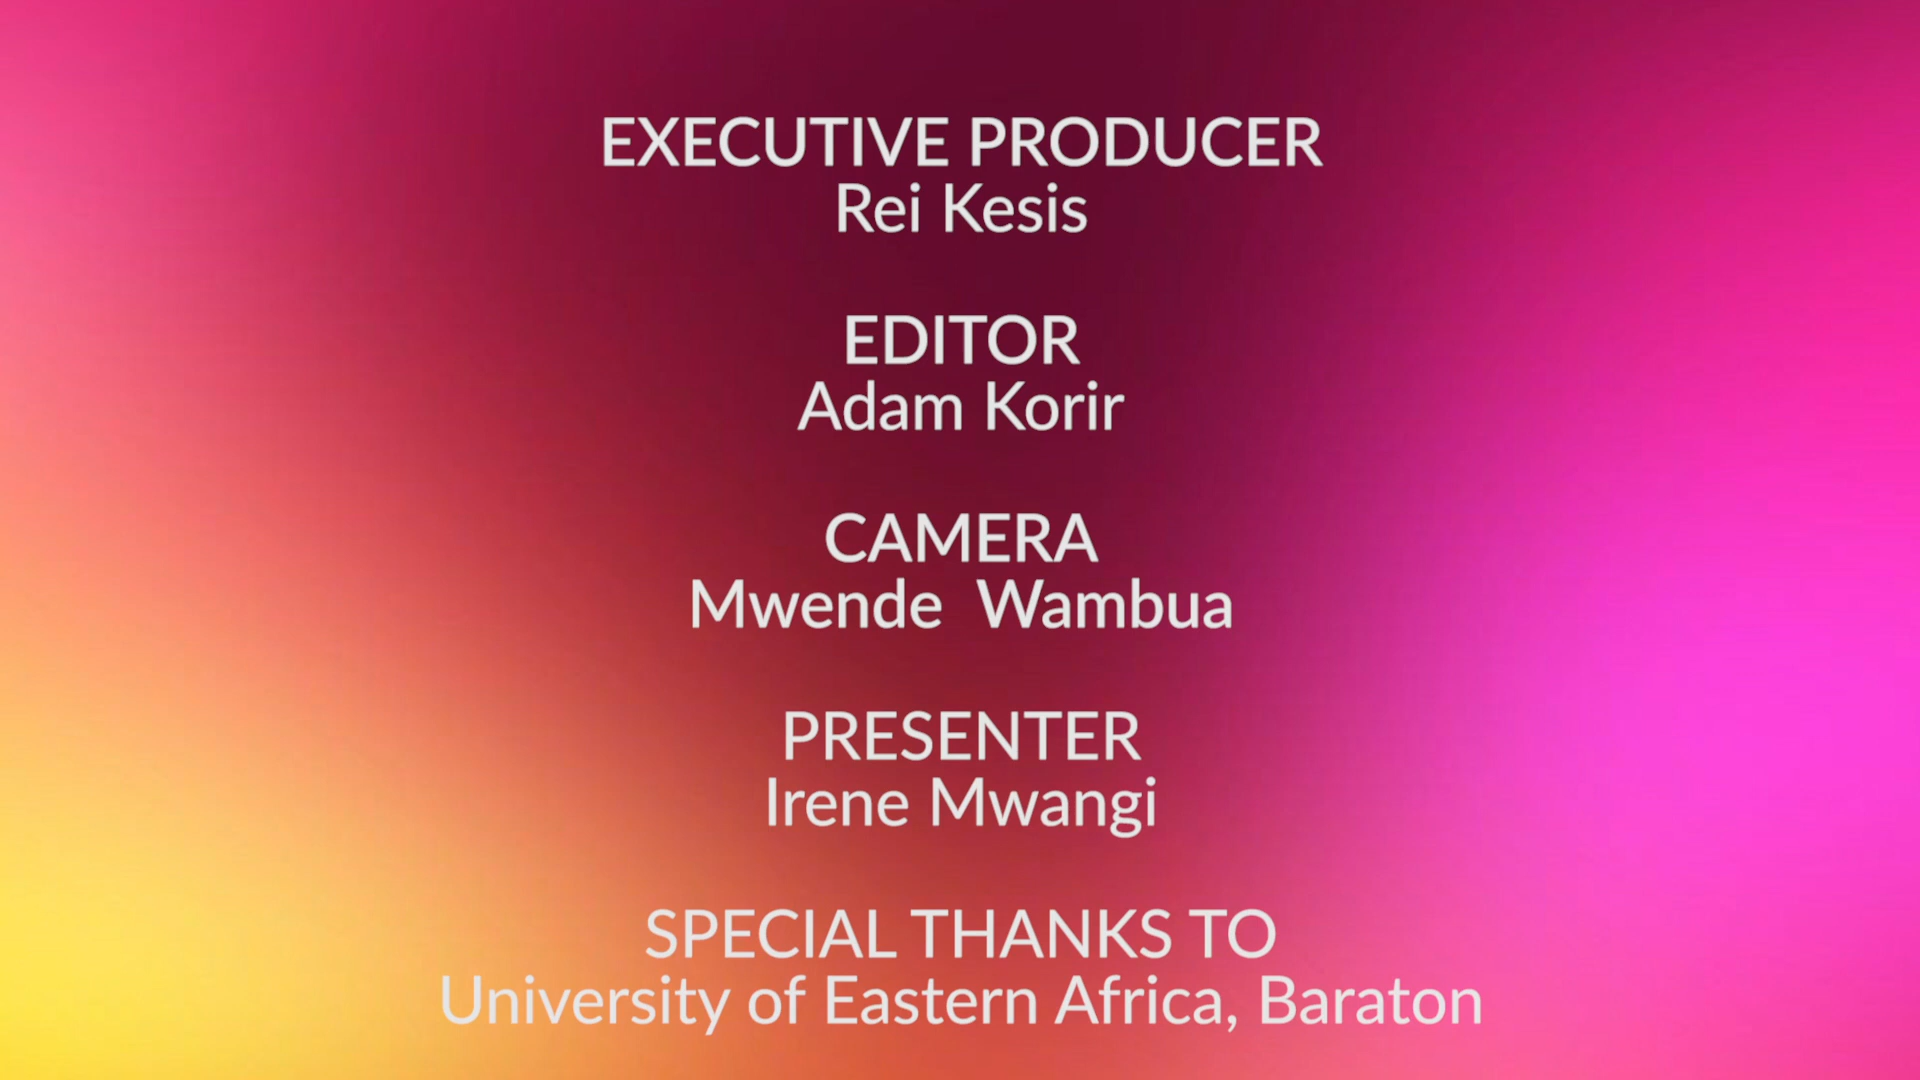 EXECUTIVE PRODUCER
Rei Kesis
EDITOR
Adam Korir
CAMERA
Mwende  Wambua
PRESENTER
Irene Mwangi
SPECIAL THANKS TO
University of Eastern Africa, Baraton